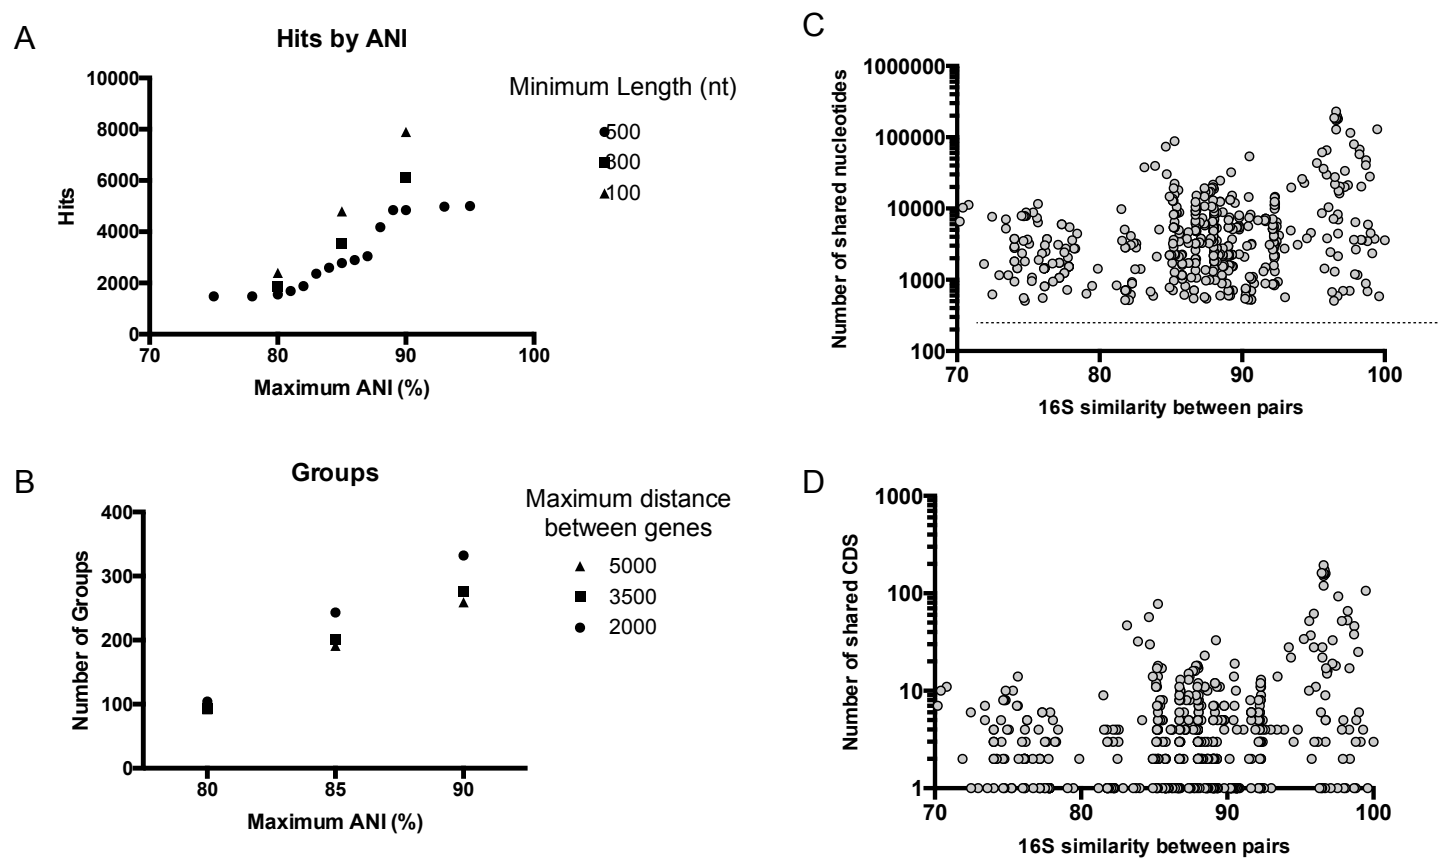 A
Hits by ANI
Hits
10000
8000
6000
4000
2000
0
70
80
90
100
Maximum ANI (%)
Minimum Length (nt)
500
300
100
B
Groups
Number of Groups
400
300
200
100
0
80
85
90
Maximum ANI (%)
Maximum distance
between genes
5000
3500
2000
C
Number of shared nucleotides
1000000
100000
10000
1000
100
70
80
90
100
16S similarity between pairs
D
Number of shared CDS
1000
100
10
1
70
80
90
100
16S similarity between pairs